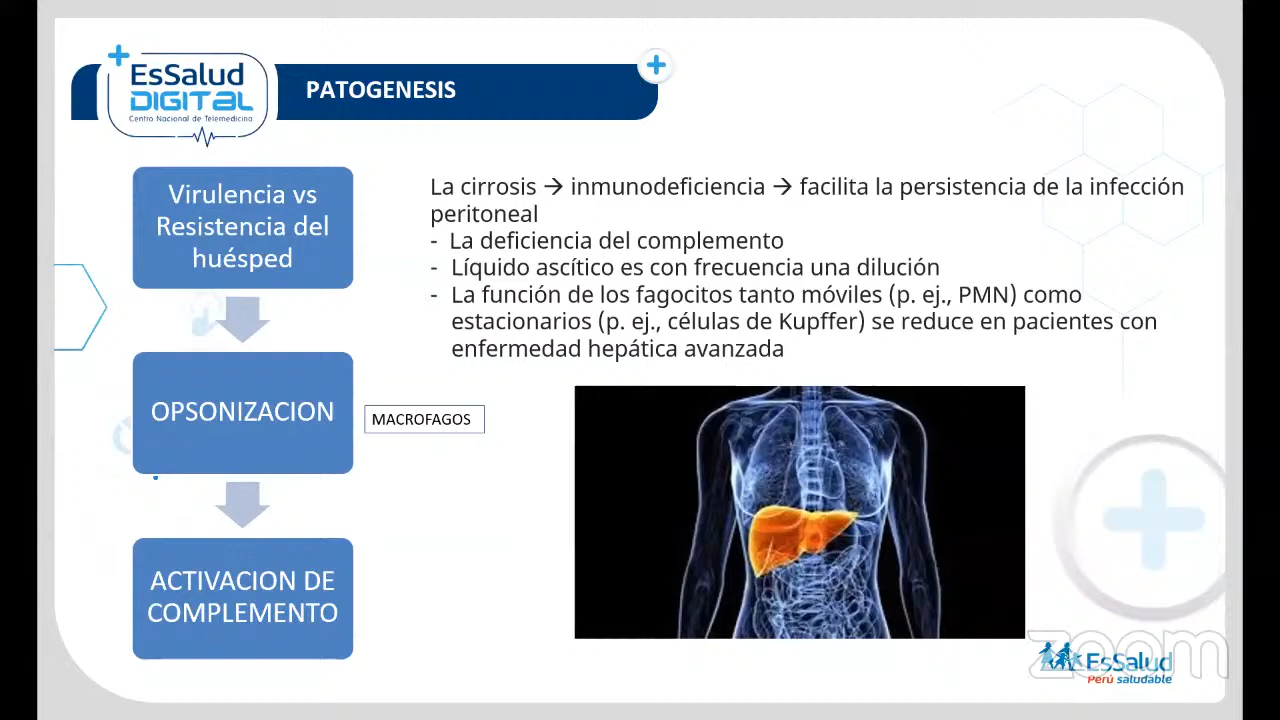 EsSalud
DIGITAL
Centro Nacional de Telemedicina
PATOGENESIS
Virulencia vs
Resistencia del
huésped
OPSONIZACION
MACROFAGOS
ACTIVACION DE
COMPLEMENTO
La cirrosis → inmunodeficiencia → facilita la persistencia de la infección
peritoneal
- La deficiencia del complemento
- Líquido ascítico es con frecuencia una dilución
- La función de los fagocitos tanto móviles (p. ej., PMN) como
estacionarios (p. ej., células de Kupffer) se reduce en pacientes con
enfermedad hepática avanzada
zoom
EsSalud
Perú saludable